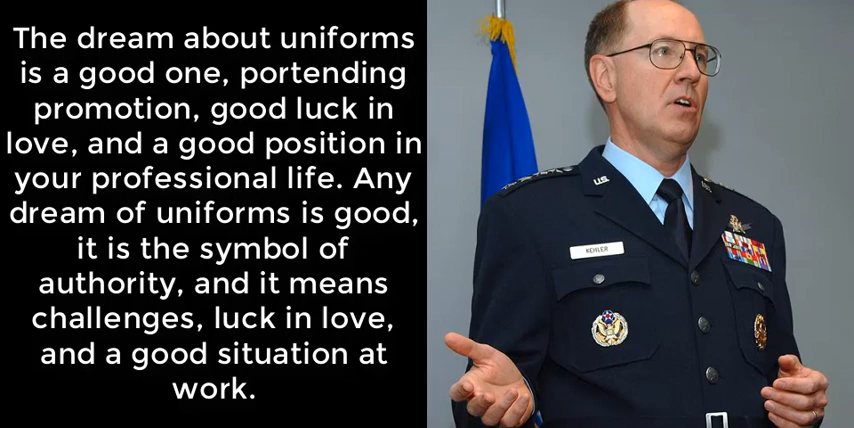 The dream about uniforms
is a good one, portending
promotion, good luck in
love, and a good position in
your professional life. Any
dream of uniforms is good,
it is the symbol of
authority, and it means
challenges, luck in love,
and a good situation at
work.
U.S.
KEHLER